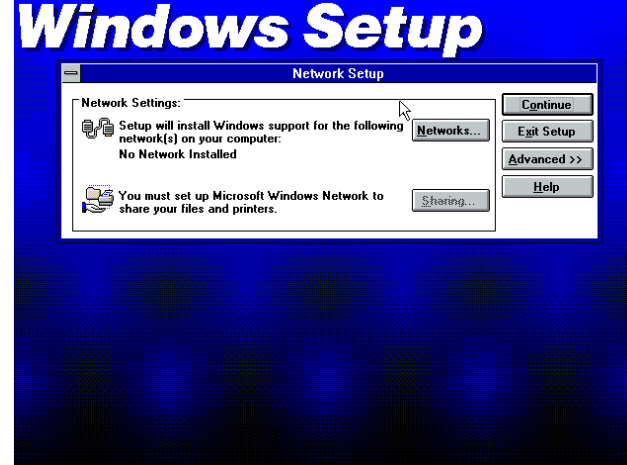 Windows Setup
Network Setup
Network Settings:
Setup will install Windows support for the following
network(s) on your computer:
No Network Installed
Networks...
You must set up Microsoft Windows Network to
share your files and printers.
Sharing...
Continue
Exit Setup
Advanced >>
Help